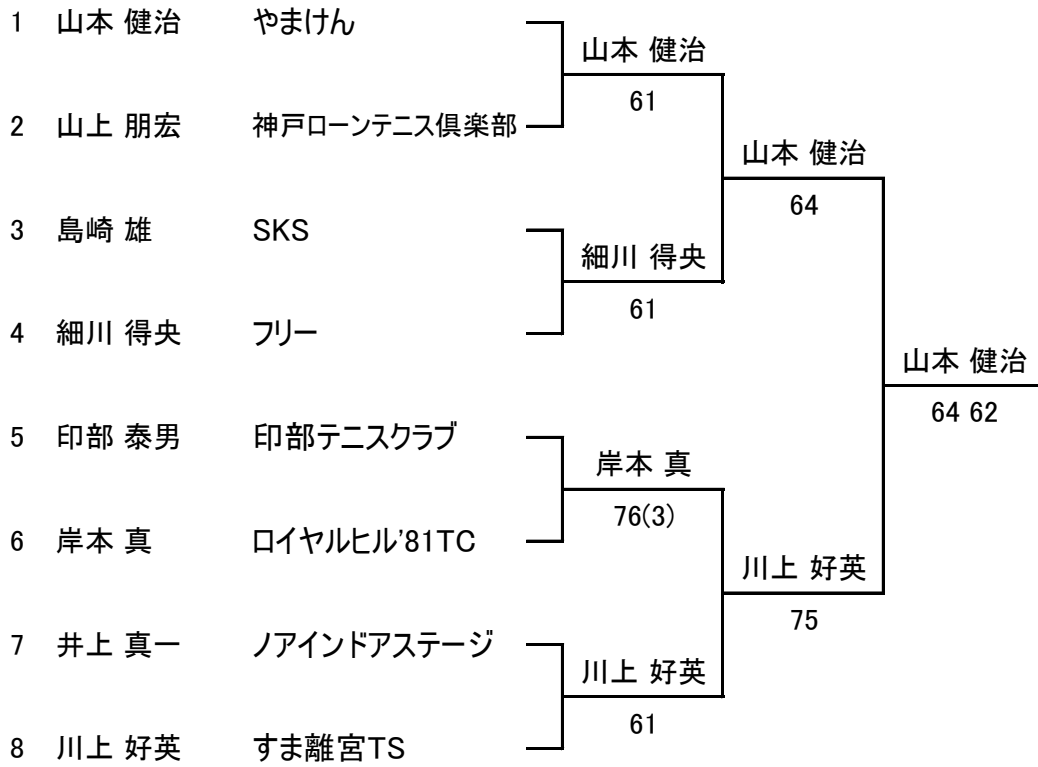 1 山本 健治 やまけん
山本 健治
61
2 山上 朋宏 神戸ローンテニス倶楽部
山本 健治
64
3 島崎 雄 SKS
細川 得央
61
4 細川 得央 フリー
山本 健治
64 62
5 印部 泰男 印部テニスクラブ
岸本 真
76(3)
6 岸本 真 ロイヤルヒル'81TC
川上 好英
75
7 井上 真一 ノアインドアステージ
川上 好英
61
8 川上 好英 すま離宮TS